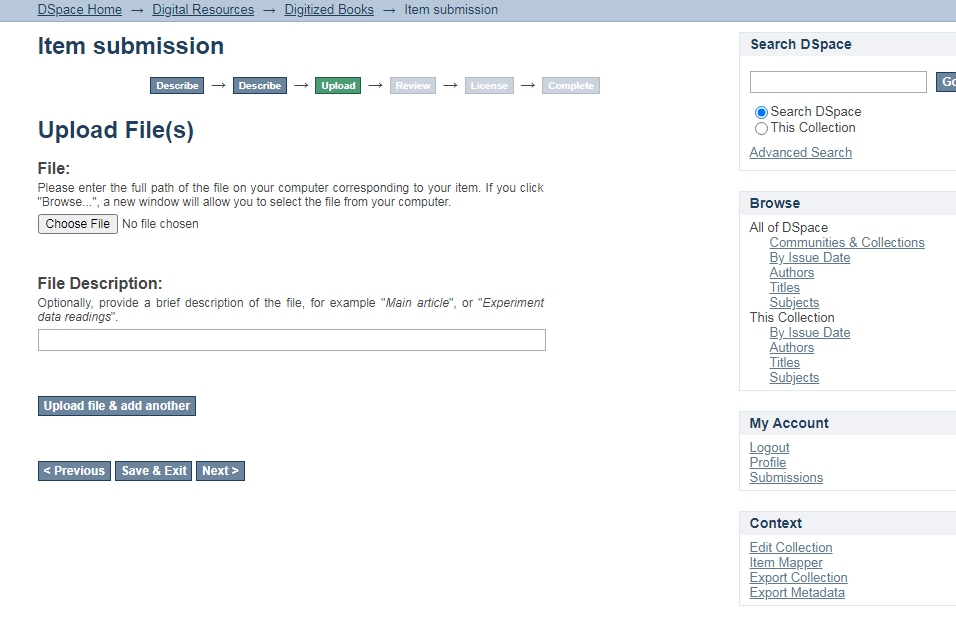 DSpace Home → Digital Resources → Digitized Books → Item submission
Item submission
Describe → Describe → Upload → Review → License → Complete
Upload File(s)
File:
Please enter the full path of the file on your computer corresponding to your item. If you click
"Browse...", a new window will allow you to select the file from your computer.
Choose File No file chosen
File Description:
Optionally, provide a brief description of the file, for example "Main article", or "Experiment
data readings".
Upload file & add another
< Previous Save & Exit Next >
Search DSpace
Go
Search DSpace
This Collection
Advanced Search
Browse
All of DSpace
Communities & Collections
By Issue Date
Authors
Titles
Subjects
This Collection
By Issue Date
Authors
Titles
Subjects
My Account
Logout
Profile
Submissions
Context
Edit Collection
Item Mapper
Export Collection
Export Metadata